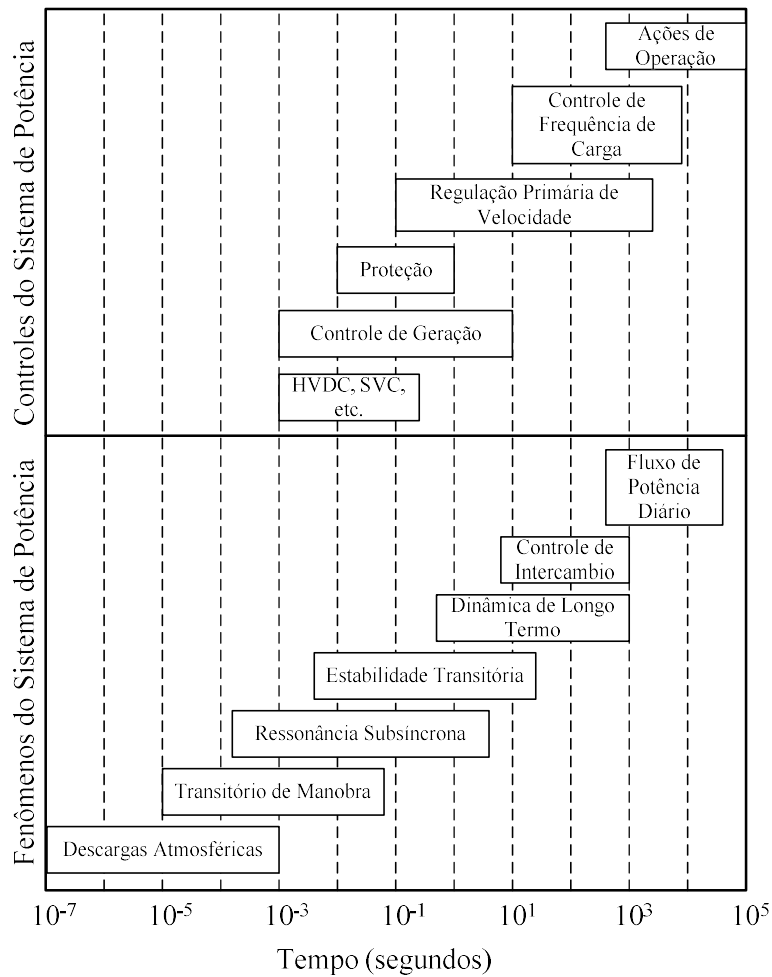 Controles do Sistema de Potência
Ações de
Operação
Controle de
Frequência de
Carga
Regulação Primária de
Velocidade
Proteção
Controle de Geração
HVDC, SVC,
etc.
Fenômenos do Sistema de Potência
Fluxo de
Potência
Diário
Controle de
Intercambio
Dinâmica de Longo
Termo
Estabilidade Transitória
Ressonância Subsíncrona
Transitório de Manobra
Descargas Atmosféricas
10⁻⁷ 10⁻⁵ 10⁻³ 10⁻¹ 10¹ 10³ 10⁵
Tempo (segundos)